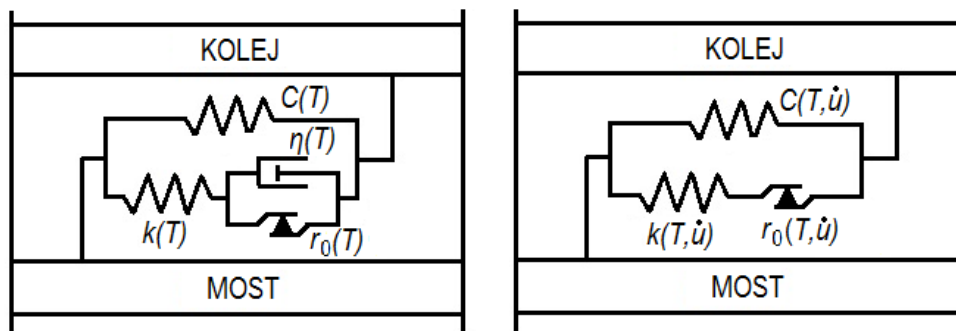 KOLEJ
C(T)
η(T)
k(T)
r₀(T)
MOST
KOLEJ
C(T,u̇)
k(T,u̇)
r₀(T,u̇)
MOST